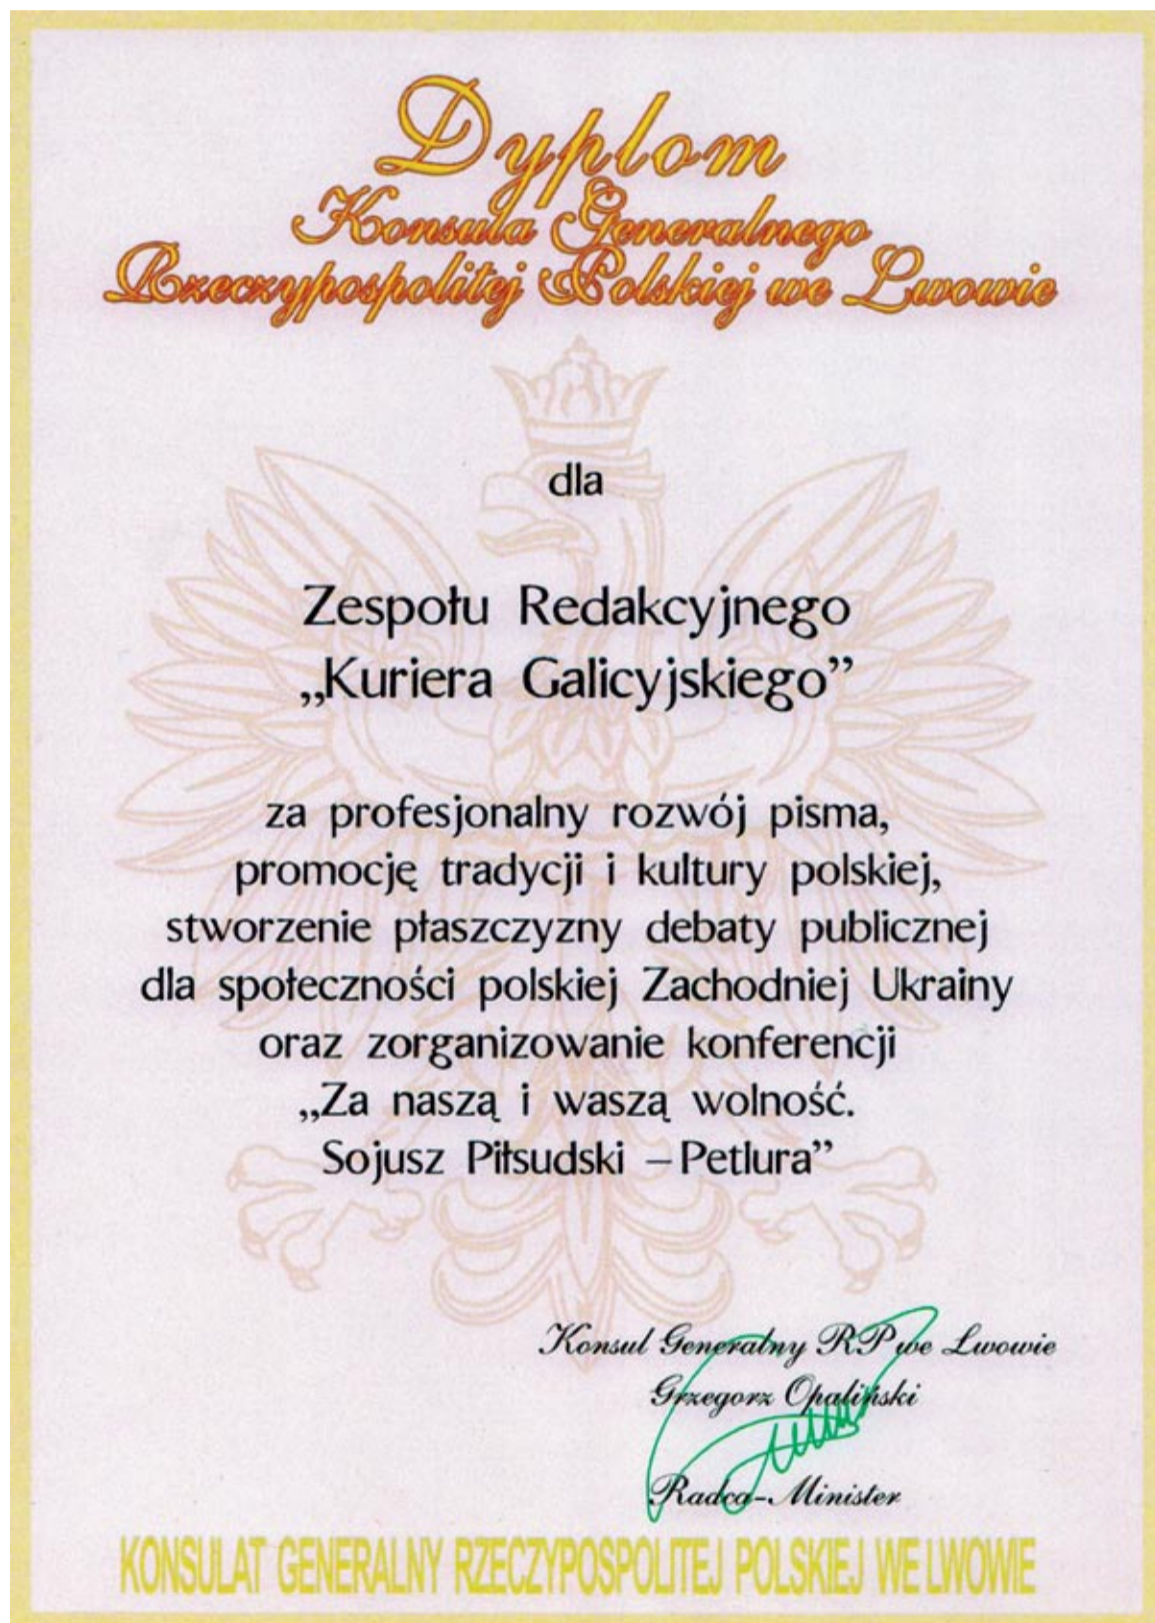 Dyplom
Konsula Generalnego
Rzeczypospolitej Polskiej we Lwowie
dla
Zespołu Redakcyjnego
„Kuriera Galicyjskiego”
za profesjonalny rozwój pisma,
promocję tradycji i kultury polskiej,
stworzenie płaszczyzny debaty publicznej
dla społeczności polskiej Zachodniej Ukrainy
oraz zorganizowanie konferencji
„Za naszą i waszą wolność.
Sojusz Piłsudski – Petlura”
Konsul Generalny RP we Lwowie
Grzegorz Opaliński
Radca-Minister
KONSULAT GENERALNY RZECZYPOSPOLITEJ POLSKIEJ WE LWOWIE